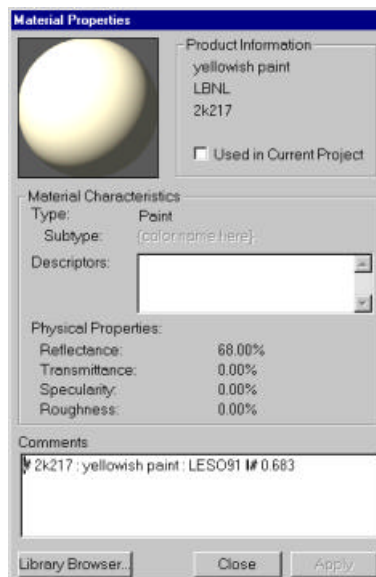 Material Properties
Product Information
yellowish paint
LBNL
2k217
Used in Current Project
Material Characteristics
Type: Paint
Subtype: {color name here}
Descriptors:
Physical Properties:
Reflectance: 68.00%
Transmittance: 0.00%
Specularity: 0.00%
Roughness: 0.00%
Comments
# 2k217 : yellowish paint : LESO91 l# 0.683
Library Browser...
Close
Apply